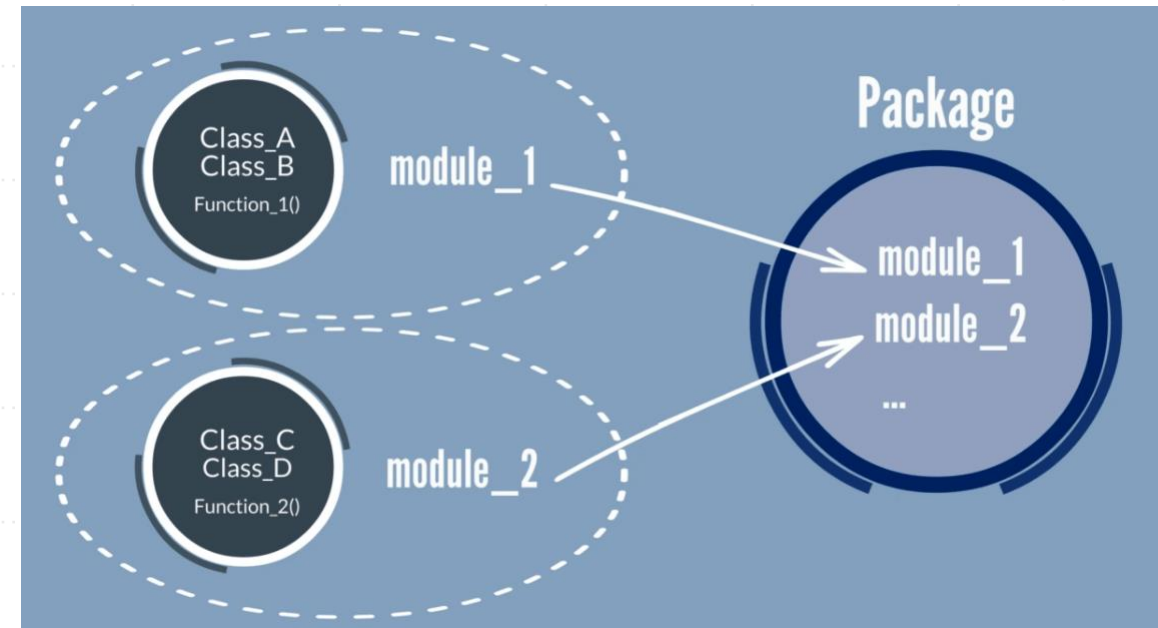 Class_A
Class_B
Function_1()
module_1
Class_C
Class_D
Function_2()
module_2
Package
module_1
module_2
...